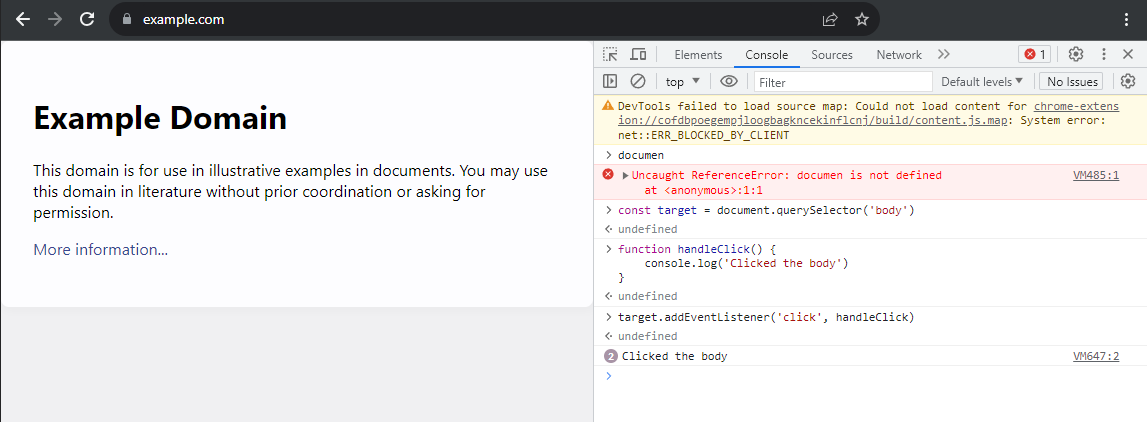 example.com
Example Domain
This domain is for use in illustrative examples in documents. You may use
this domain in literature without prior coordination or asking for
permission.
More information...
Elements Console Sources Network 1
top Filter Default levels No Issues
DevTools failed to load source map: Could not load content for chrome-exten
sion://cofdbpoegempjloogbagkncekinflcnj/build/content.js.map: System error:
net::ERR_BLOCKED_BY_CLIENT
documen
Uncaught ReferenceError: documen is not defined VM485:1
at <anonymous>:1:1
const target = document.querySelector('body')
undefined
function handleClick() {
console.log('Clicked the body')
}
undefined
target.addEventListener('click', handleClick)
undefined
2 Clicked the body VM647:2